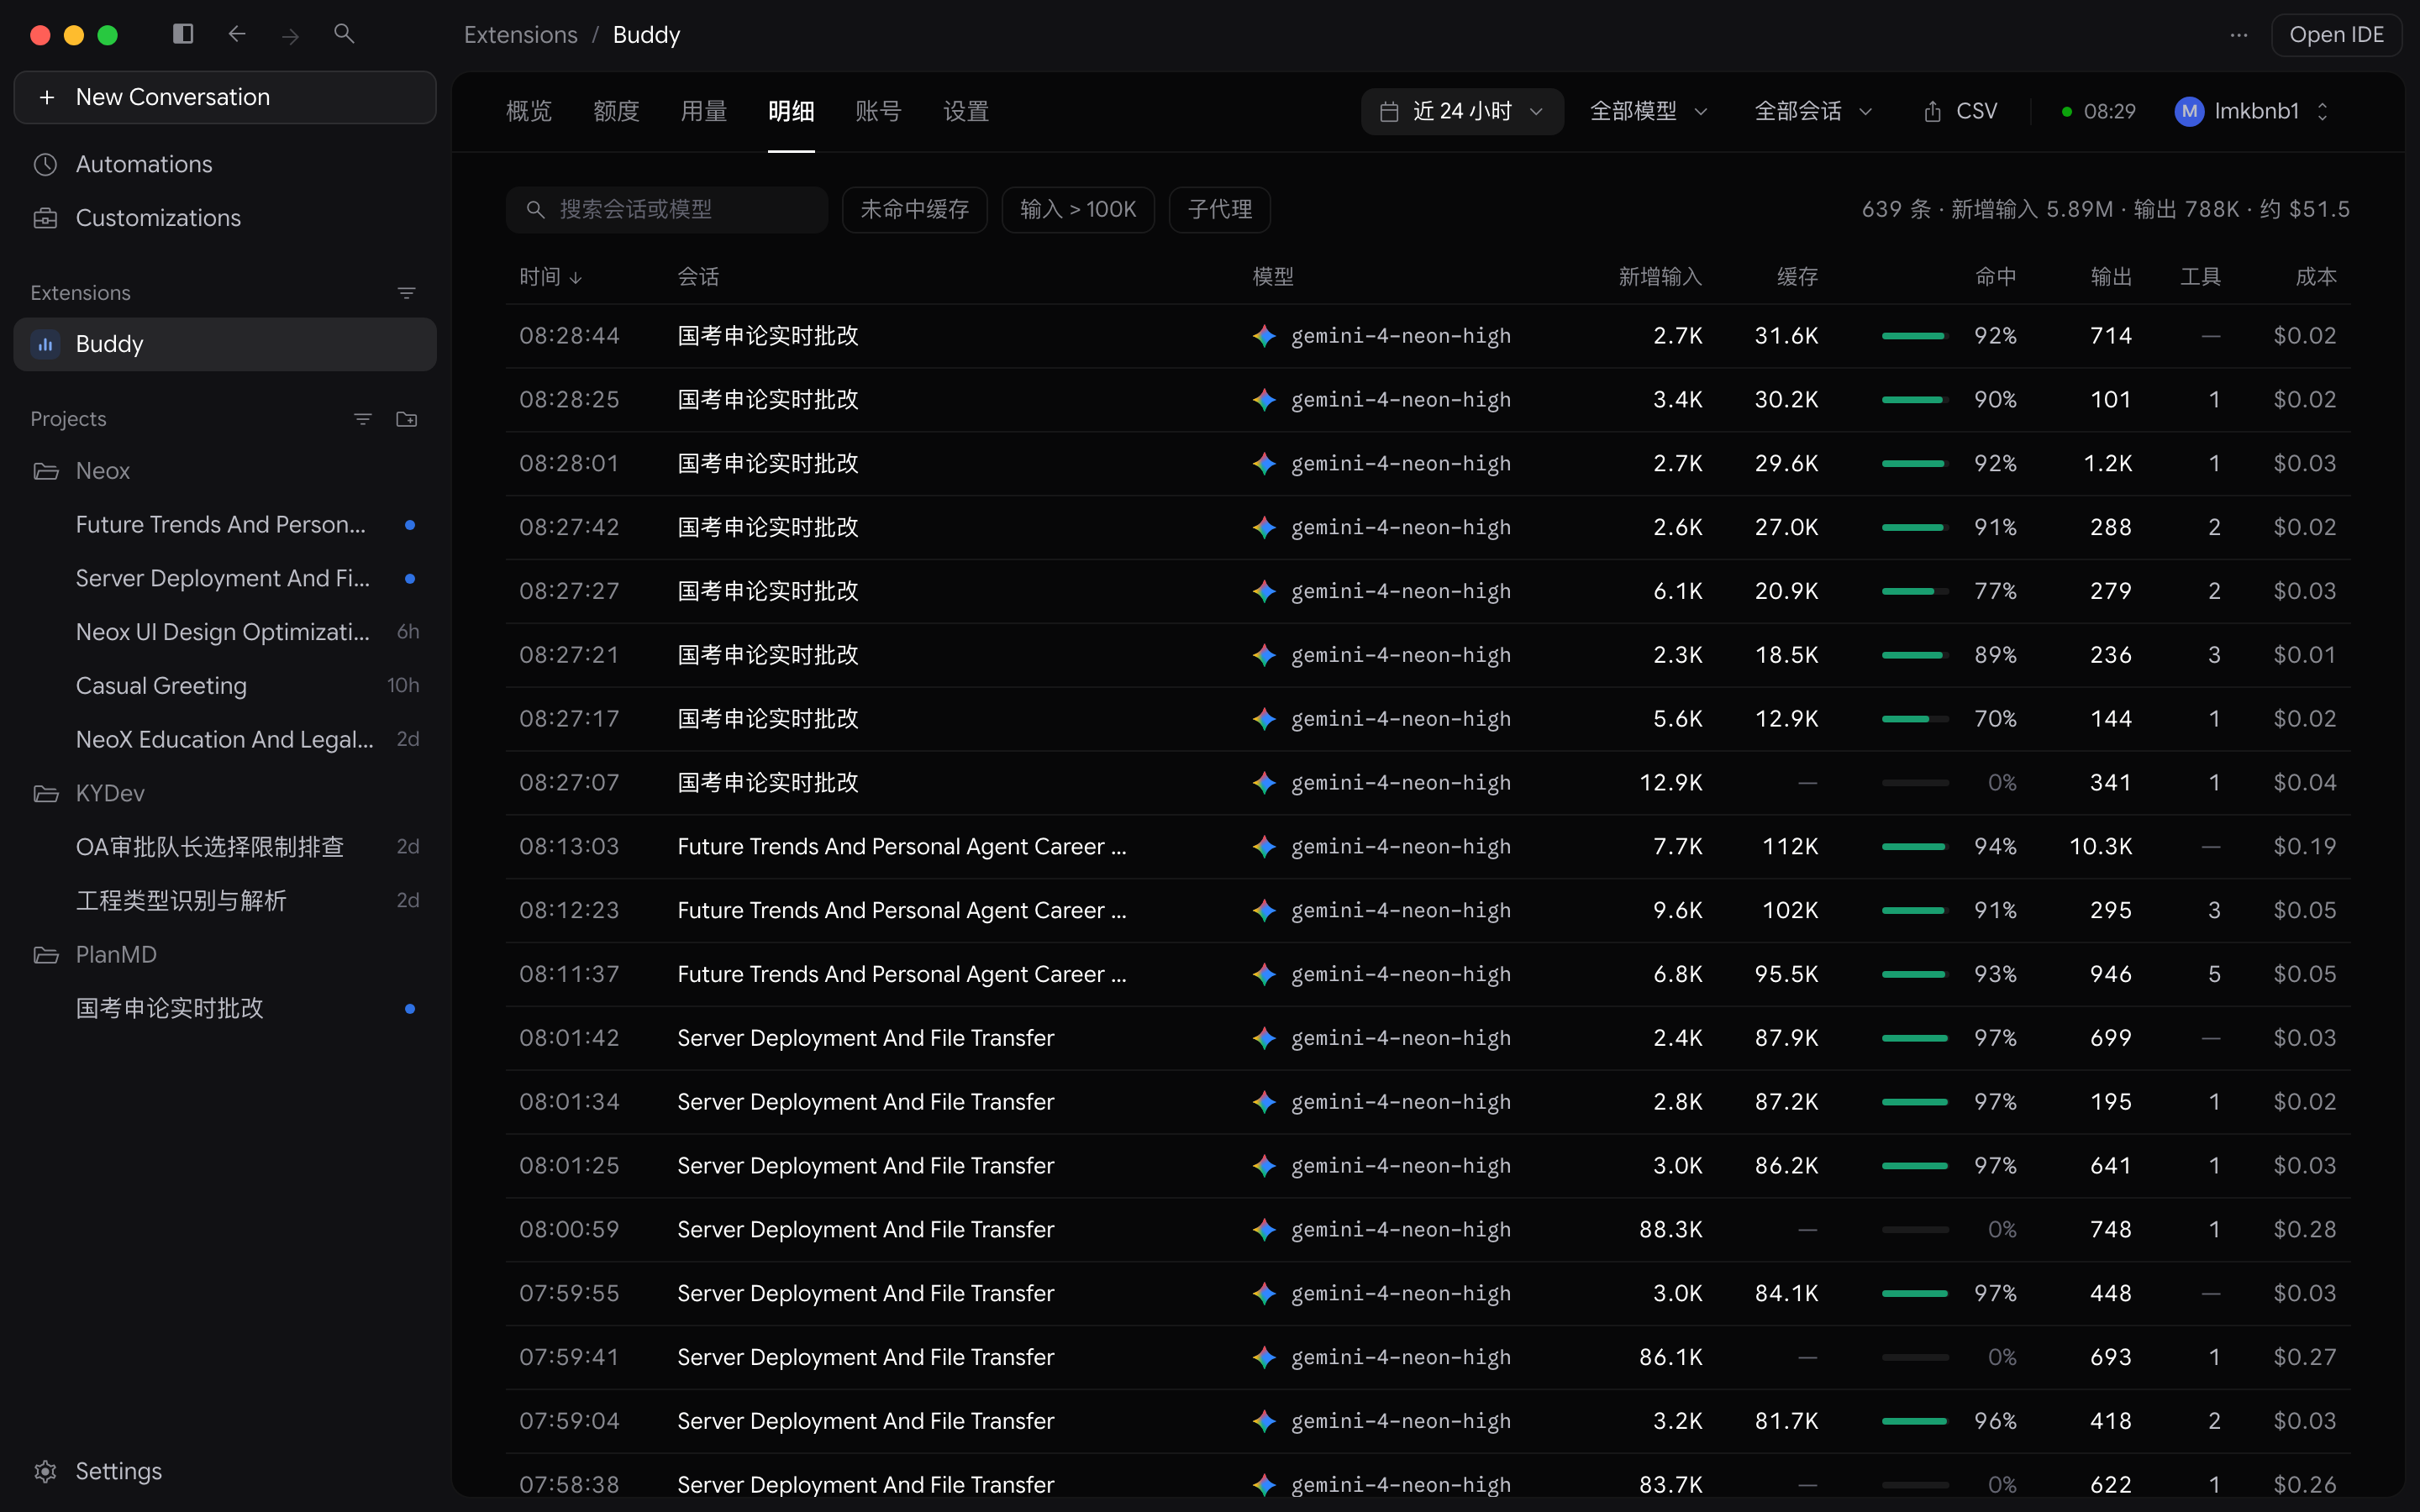 Extensions / Buddy
Open IDE
New Conversation
Automations
Customizations
Extensions
Buddy
Projects
Neox
Future Trends And Person...
Server Deployment And Fi...
Neox UI Design Optimizati... 6h
Casual Greeting 10h
NeoX Education And Legal... 2d
KYDev
OA审批队长选择限制排查 2d
工程类型识别与解析 2d
PlanMD
国考申论实时批改
Settings
概览 额度 用量 明细 账号 设置 近 24 小时 全部模型 全部会话 CSV 08:29 M lmkbnb1
搜索会话或模型 未命中缓存 输入 > 100K 子代理 639 条 · 新增输入 5.89M · 输出 788K · 约 $51.5
时间 ↓ 会话 模型 新增输入 缓存 命中 输出 工具 成本
08:28:44 国考申论实时批改 gemini-4-neon-high 2.7K 31.6K 92% 714 — $0.02
08:28:25 国考申论实时批改 gemini-4-neon-high 3.4K 30.2K 90% 101 1 $0.02
08:28:01 国考申论实时批改 gemini-4-neon-high 2.7K 29.6K 92% 1.2K 1 $0.03
08:27:42 国考申论实时批改 gemini-4-neon-high 2.6K 27.0K 91% 288 2 $0.02
08:27:27 国考申论实时批改 gemini-4-neon-high 6.1K 20.9K 77% 279 2 $0.03
08:27:21 国考申论实时批改 gemini-4-neon-high 2.3K 18.5K 89% 236 3 $0.01
08:27:17 国考申论实时批改 gemini-4-neon-high 5.6K 12.9K 70% 144 1 $0.02
08:27:07 国考申论实时批改 gemini-4-neon-high 12.9K — 0% 341 1 $0.04
08:13:03 Future Trends And Personal Agent Career ... gemini-4-neon-high 7.7K 112K 94% 10.3K — $0.19
08:12:23 Future Trends And Personal Agent Career ... gemini-4-neon-high 9.6K 102K 91% 295 3 $0.05
08:11:37 Future Trends And Personal Agent Career ... gemini-4-neon-high 6.8K 95.5K 93% 946 5 $0.05
08:01:42 Server Deployment And File Transfer gemini-4-neon-high 2.4K 87.9K 97% 699 — $0.03
08:01:34 Server Deployment And File Transfer gemini-4-neon-high 2.8K 87.2K 97% 195 1 $0.02
08:01:25 Server Deployment And File Transfer gemini-4-neon-high 3.0K 86.2K 97% 641 1 $0.03
08:00:59 Server Deployment And File Transfer gemini-4-neon-high 88.3K — 0% 748 1 $0.28
07:59:55 Server Deployment And File Transfer gemini-4-neon-high 3.0K 84.1K 97% 448 — $0.03
07:59:41 Server Deployment And File Transfer gemini-4-neon-high 86.1K — 0% 693 1 $0.27
07:59:04 Server Deployment And File Transfer gemini-4-neon-high 3.2K 81.7K 96% 418 2 $0.03
07:58:38 Server Deployment And File Transfer gemini-4-neon-high 83.7K — 0% 622 1 $0.26